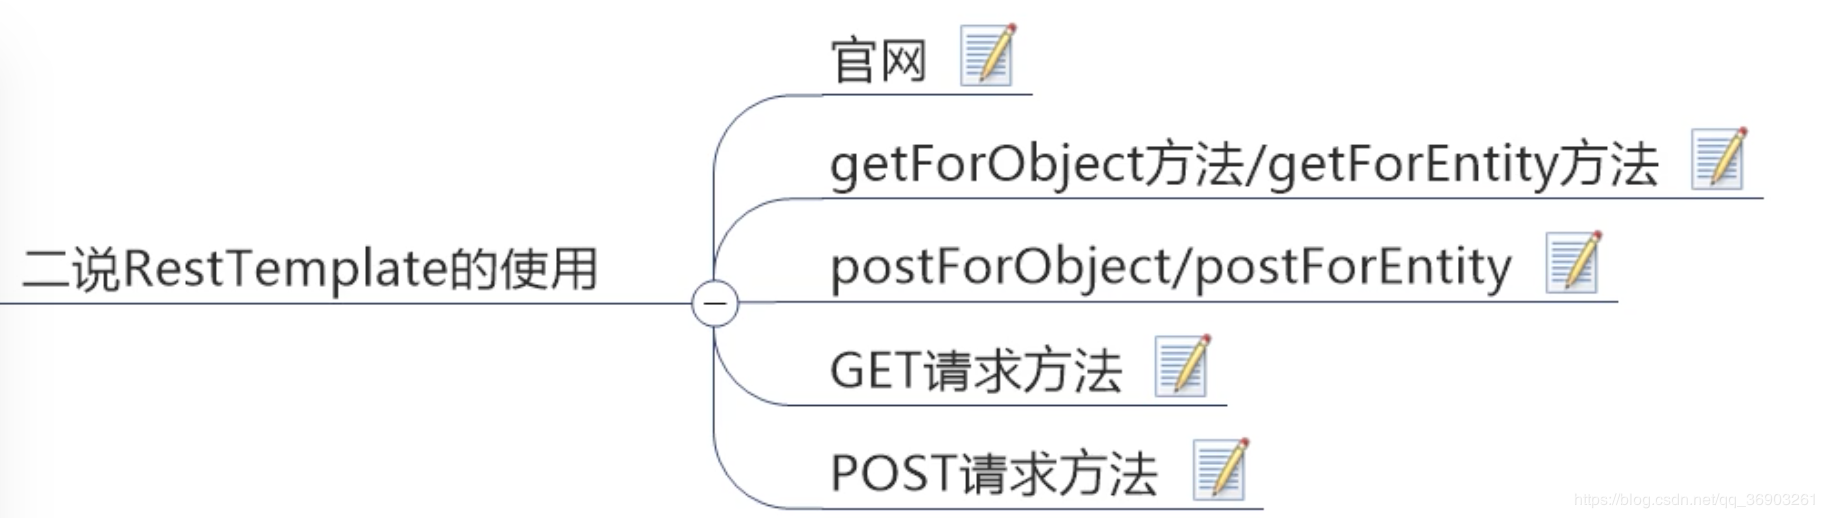 官网
getForObject方法/getForEntity方法
二说RestTemplate的使用
postForObject/postForEntity
GET请求方法
POST请求方法
https://blog.csdn.net/qq_36903261